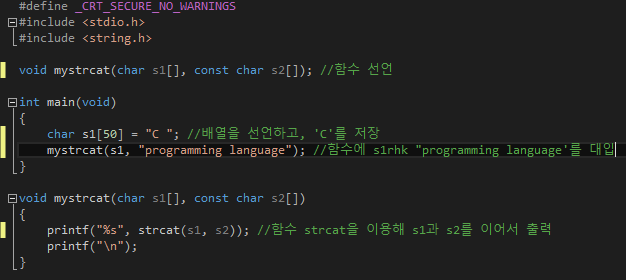 #define _CRT_SECURE_NO_WARNINGS
#include <stdio.h>
#include <string.h>
void mystrcat(char s1[], const char s2[]); //함수 선언
int main(void)
{
char s1[50] = "C "; //배열을 선언하고, 'C'를 저장
mystrcat(s1, "programming language"); //함수에 s1rhk "programming language'를 대입
}
void mystrcat(char s1[], const char s2[])
{
printf("%s", strcat(s1, s2)); //함수 strcat을 이용해 s1과 s2를 이어서 출력
printf("\n");
}